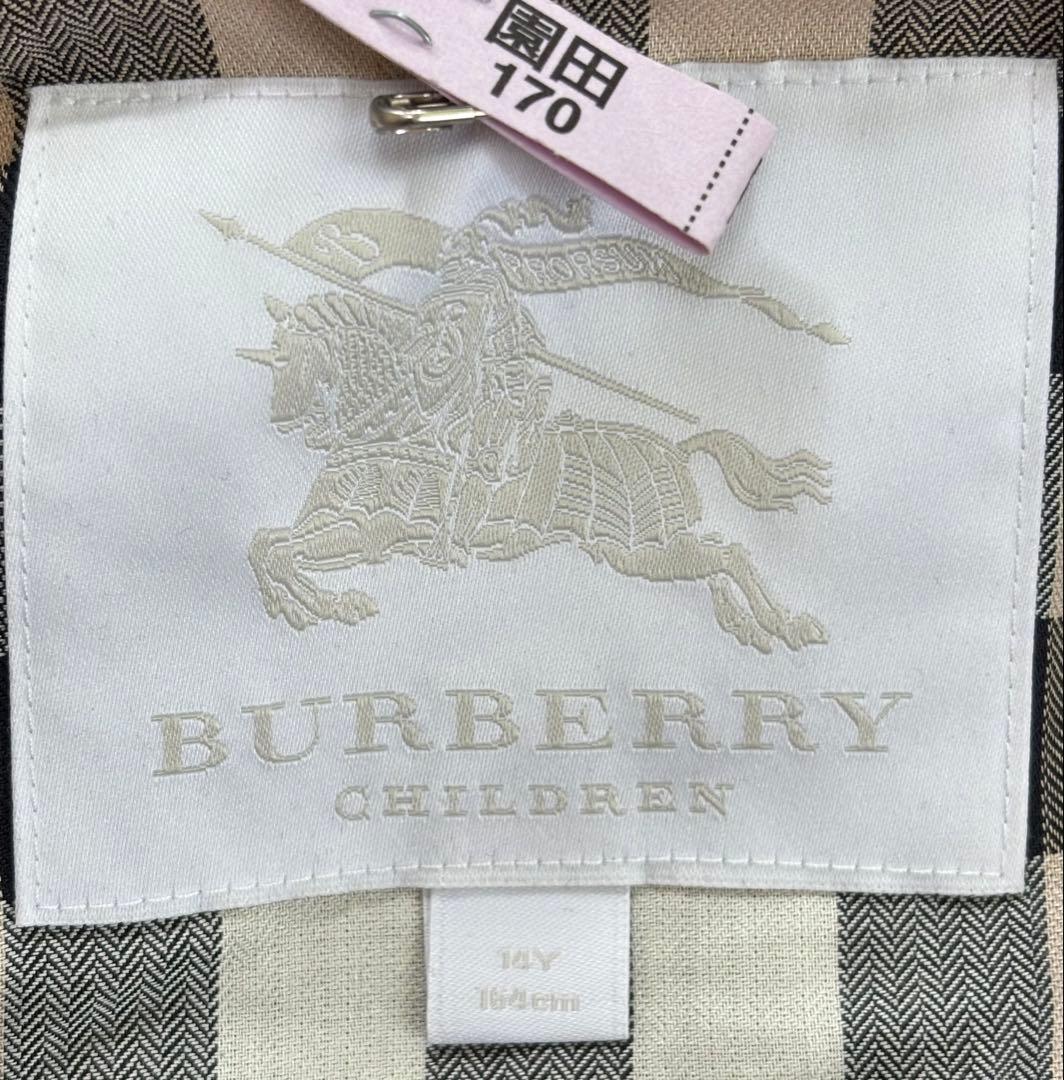 園田
170
B
PRORSUM
BURBERRY
CHILDREN
14Y
164cm